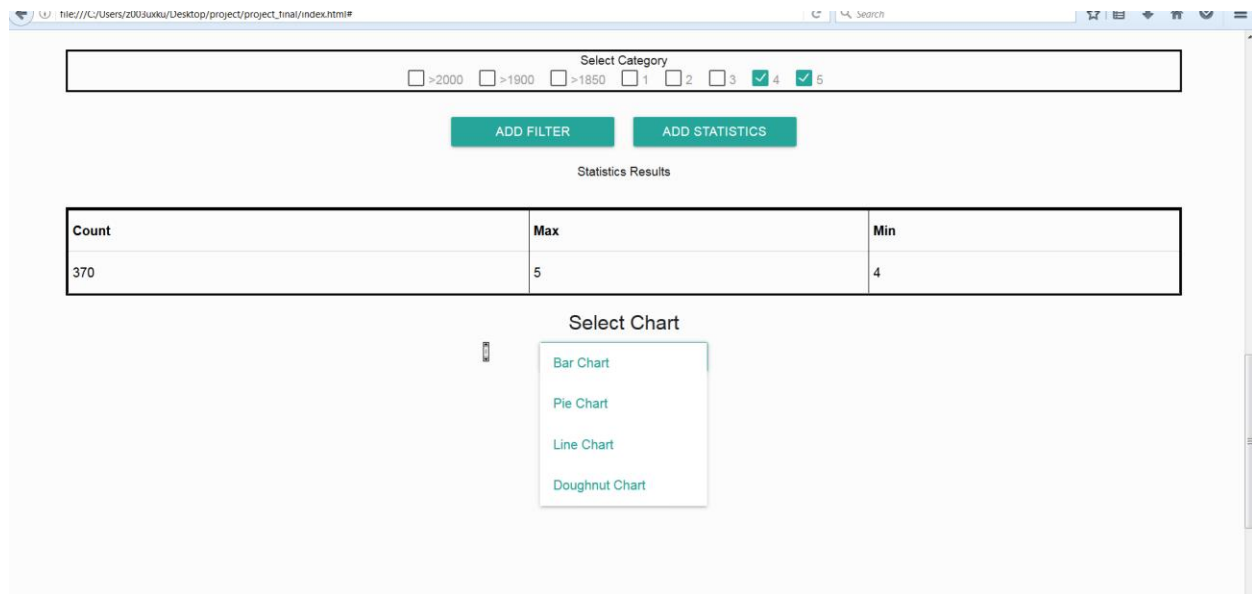 file:///C:/Users/z003uxku/Desktop/project/project_final/index.html#
Search
Select Category
>2000 >1900 >1850 1 2 3 4 5
ADD FILTER ADD STATISTICS
Statistics Results
Count Max Min
370 5 4
Select Chart
Bar Chart
Pie Chart
Line Chart
Doughnut Chart